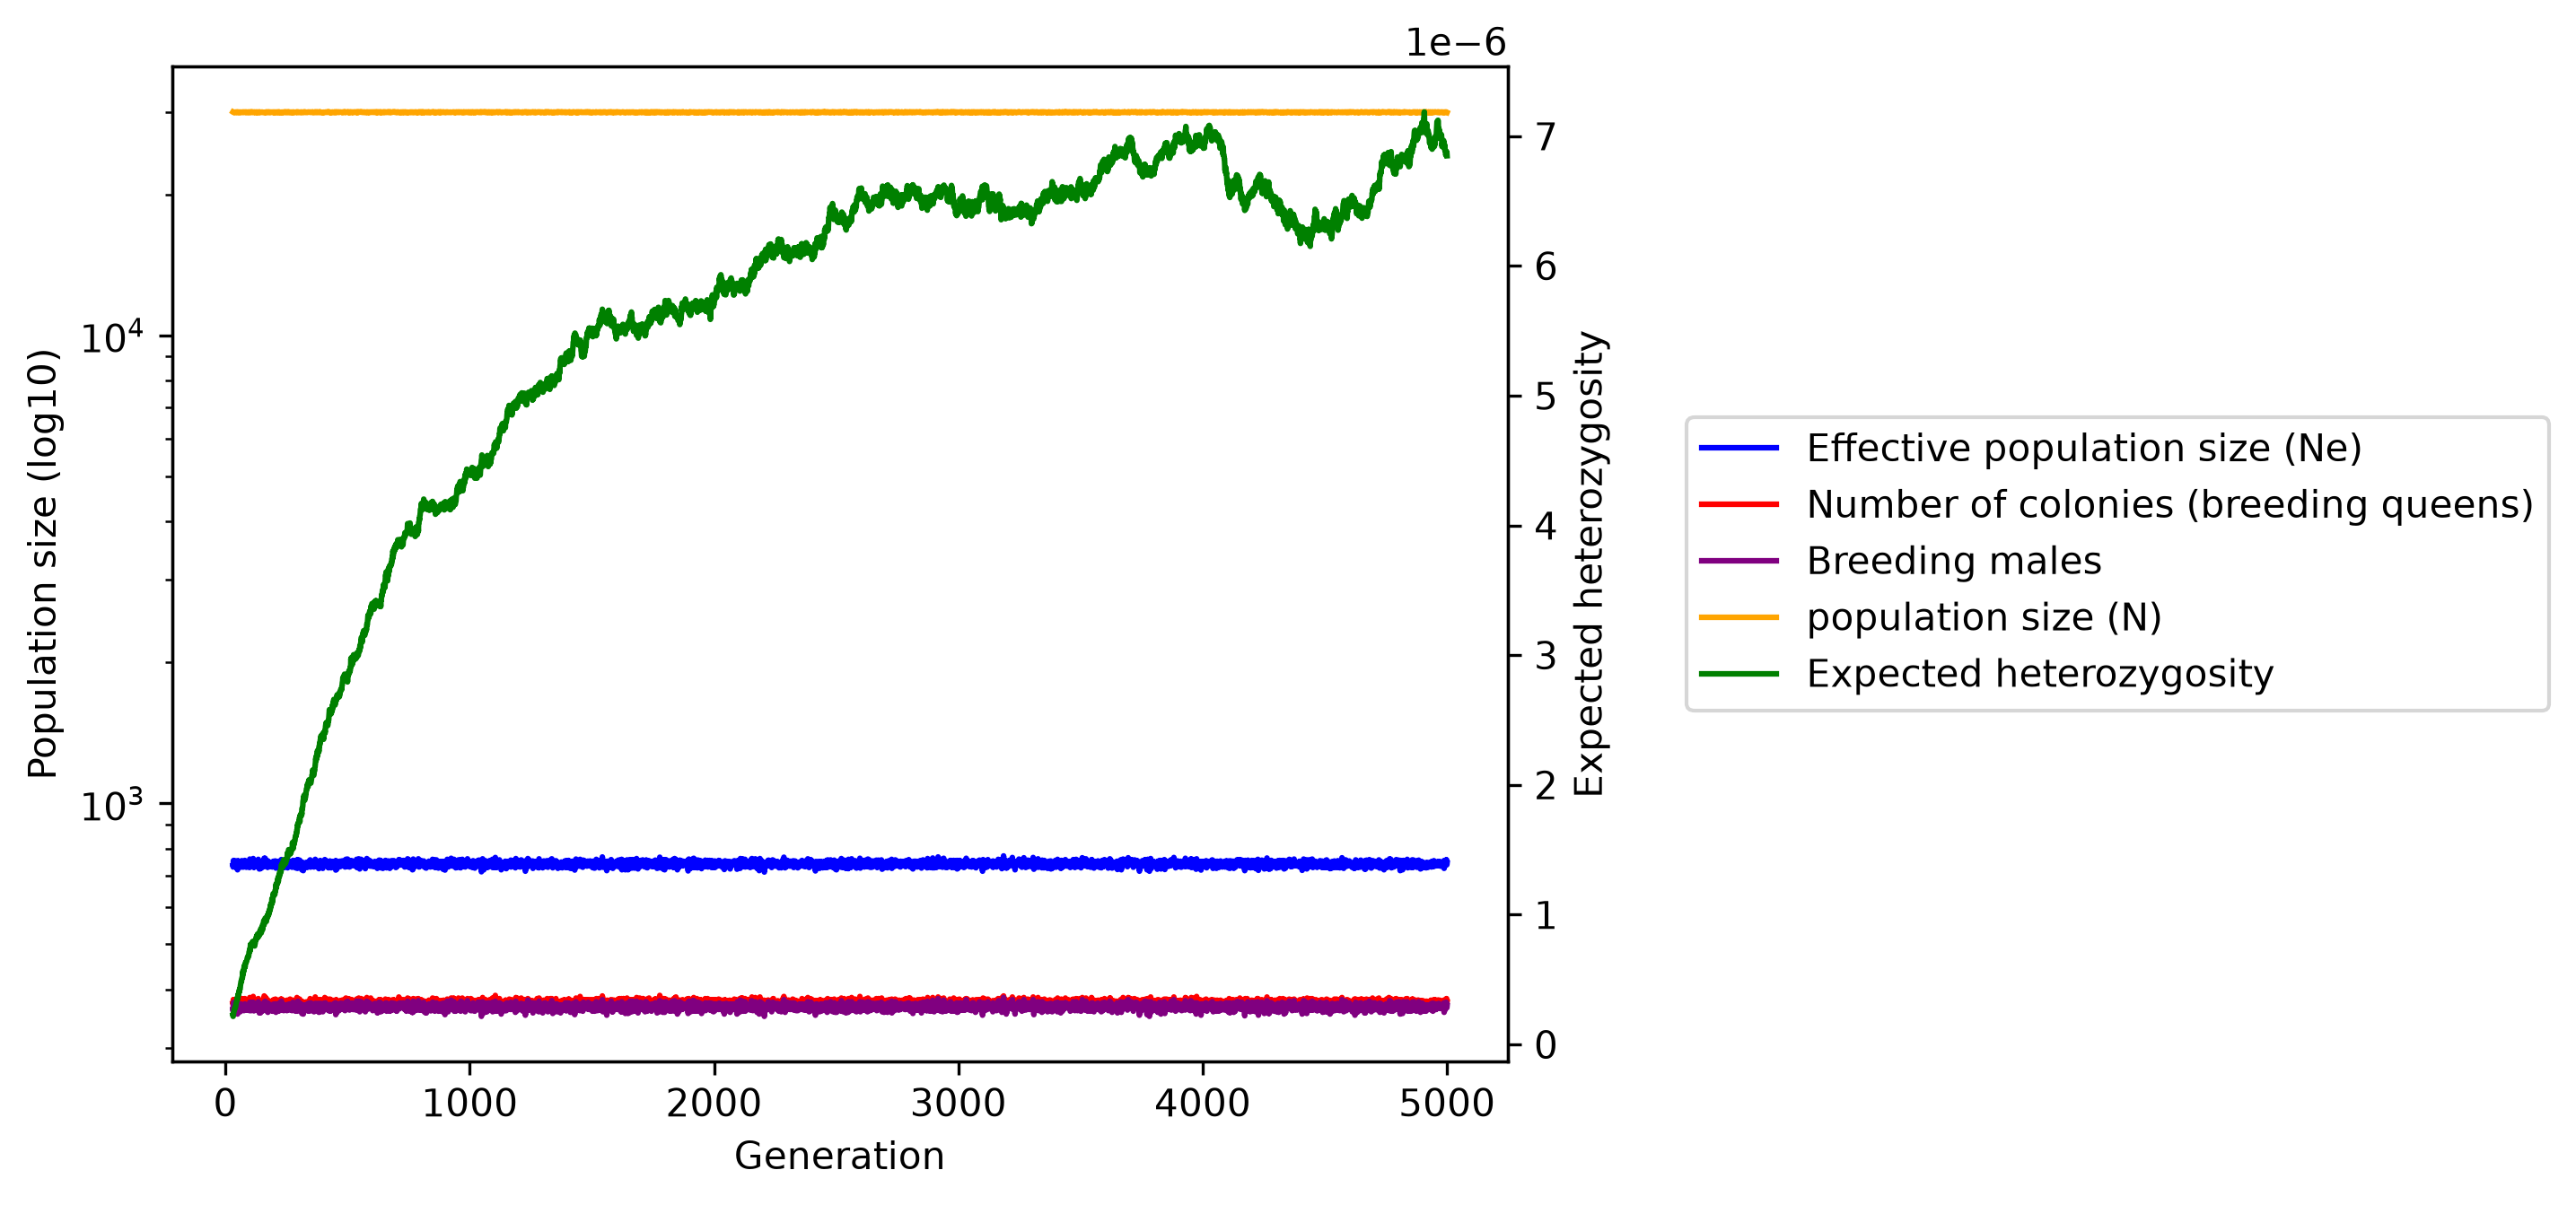 1e−6
Population size (log10)
10⁴
10³
7
6
5
4
3
2
1
0
Expected heterozygosity
0 1000 2000 3000 4000 5000
Generation
Effective population size (Ne)
Number of colonies (breeding queens)
Breeding males
population size (N)
Expected heterozygosity